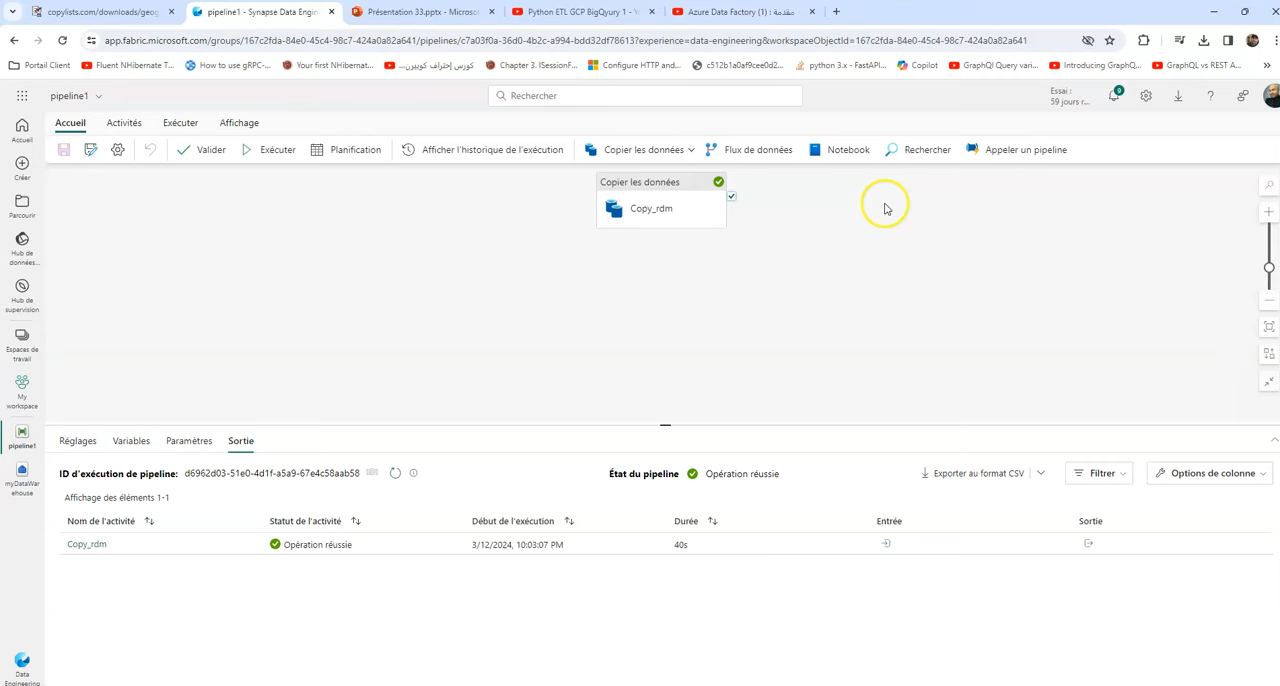 copylists.com/downloads/geog
pipeline1 - Synapse Data Engin
Présentation 33.pptx - Microsof
Python ETL GCP BigQyury 1 - Yo
Azure Data Factory (1) : مقدمة
app.fabric.microsoft.com/groups/167c2fda-84e0-45c4-98c7-424a0a82a641/pipelines/c7a03f0a-36d0-4b2c-a994-bdd32df78613?experience=data-engineering&workspaceObjectId=167c2fda-84e0-45c4-98c7-424a0a82a641
Portail Client
Fluent NHibernate T...
How to use gRPC-...
Your first NHibernat...
كورس إحتراف كويبرن...
Chapter 3. ISessionF...
Configure HTTP and...
c512b1a0af9cee0d2...
python 3.x - FastAPI...
Copilot
GraphQl Query vari...
Introducing GraphQ...
GraphQL vs REST A...
»
pipeline1
Rechercher
Essai :
59 jours r
9
Accueil
Activités
Exécuter
Affichage
Valider
Exécuter
Planification
Afficher l'historique de l'exécution
Copier les données
Flux de données
Notebook
Rechercher
Appeler un pipeline
Accueil
Créer
Parcourir
Hub de
données...
Hub de
supervision
Espaces de
travail
My
workspace
pipeline1
myDataWar
ehouse
Data
Engineering
Copier les données
Copy_rdm
Réglages
Variables
Paramètres
Sortie
ID d'exécution de pipeline: d6962d03-51e0-4d1f-a5a9-67e4c58aab58
État du pipeline
Opération réussie
Exporter au format CSV
Filtrer
Options de colonne
Affichage des éléments 1-1
Nom de l'activité
Statut de l'activité
Début de l'exécution
Durée
Entrée
Sortie
Copy_rdm
Opération réussie
3/12/2024, 10:03:07 PM
40s